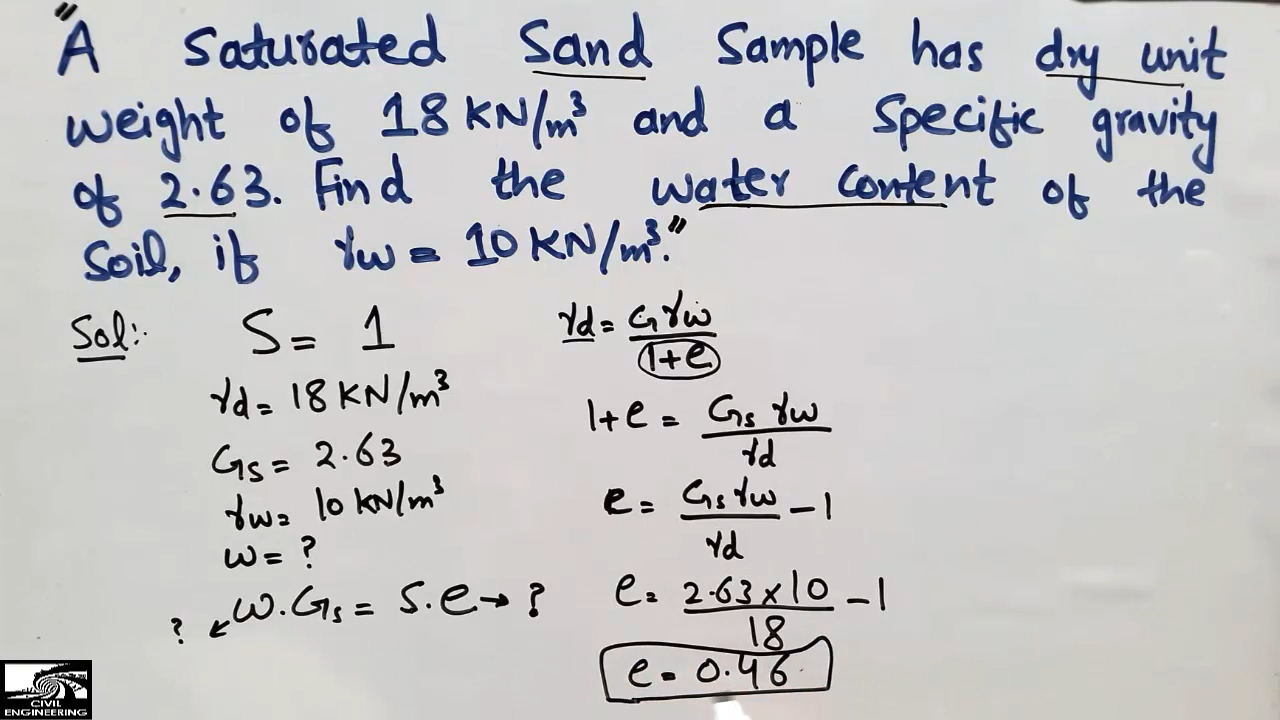 "A Saturated Sand Sample has dry unit
weight of 18 KN/m³ and a Specific gravity
of 2.63. Find the water content of the
Soil, if γw = 10 KN/m³."
Sol:- S = 1
γd = 18 KN/m³
Gs = 2.63
γw = 10 KN/m³
w = ?
? ↙ w.Gs = S.e → ?
γd = Gγw / 1+e
1+e = Gs γw / γd
e = Gs γw / γd - 1
e = 2.63 x 10 / 18 - 1
e = 0.46
CIVIL
ENGINEERING